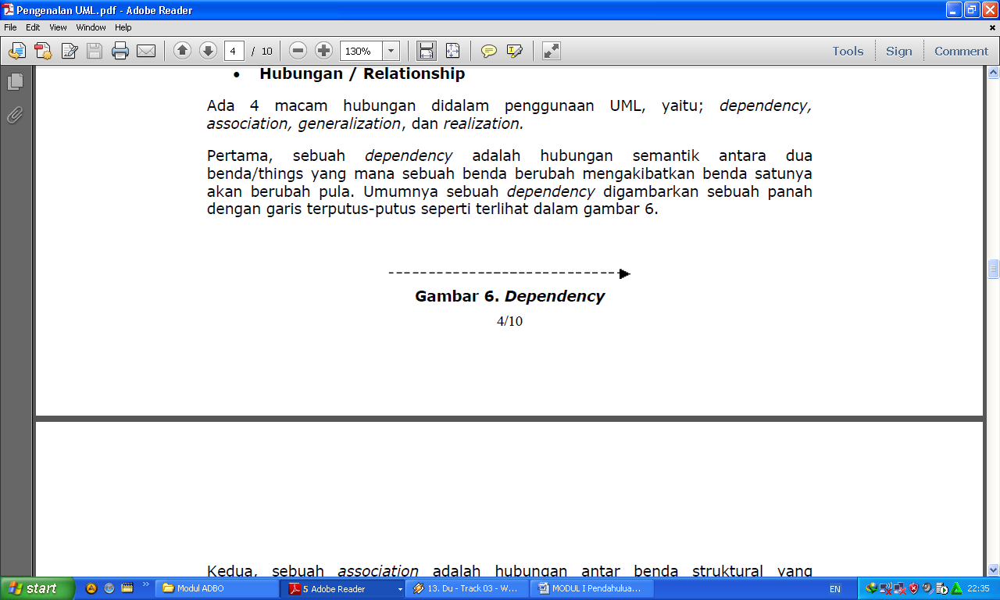 Pengenalan UML.pdf - Adobe Reader
File Edit View Window Help
4 / 10 130% Tools Sign Comment
• Hubungan / Relationship
Ada 4 macam hubungan didalam penggunaan UML, yaitu; dependency,
association, generalization, dan realization.
Pertama, sebuah dependency adalah hubungan semantik antara dua
benda/things yang mana sebuah benda berubah mengakibatkan benda satunya
akan berubah pula. Umumnya sebuah dependency digambarkan sebuah panah
dengan garis terputus-putus seperti terlihat dalam gambar 6.
Gambar 6. Dependency
4/10
Kedua, sebuah association adalah hubungan antar benda struktural yang
start Modul ADBO 5 Adobe Reader 13. Du - Track 03 - W... MODUL I Pendahulua... EN 22:35